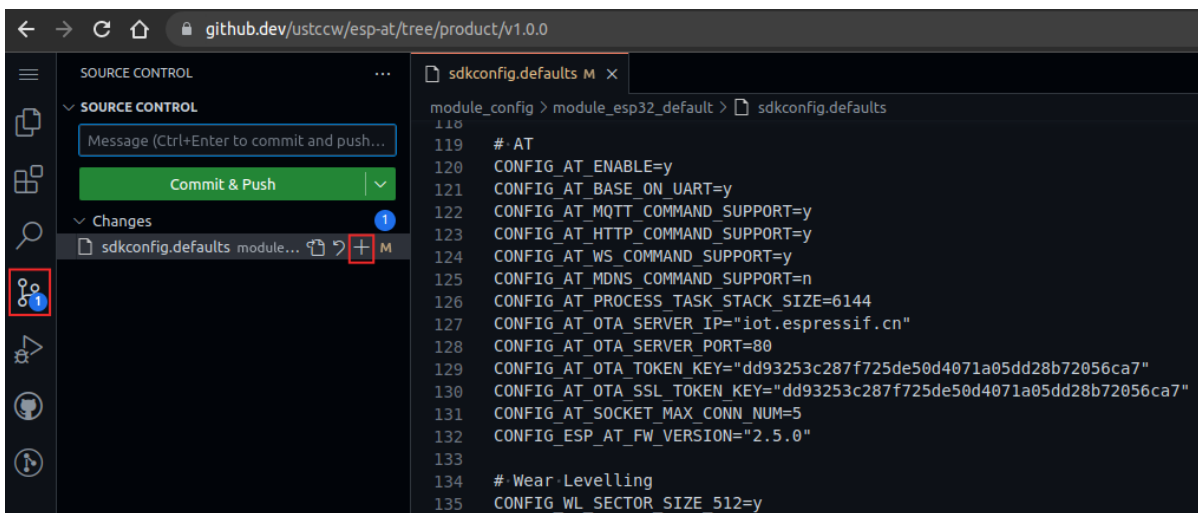 github.dev/ustccw/esp-at/tree/product/v1.0.0
SOURCE CONTROL
...
SOURCE CONTROL
Message (Ctrl+Enter to commit and push...
Commit & Push
Changes
1
sdkconfig.defaults module... M
1
sdkconfig.defaults M ×
module_config > module_esp32_default > sdkconfig.defaults
118
119 # AT
120 CONFIG_AT_ENABLE=y
121 CONFIG_AT_BASE_ON_UART=y
122 CONFIG_AT_MQTT_COMMAND_SUPPORT=y
123 CONFIG_AT_HTTP_COMMAND_SUPPORT=y
124 CONFIG_AT_WS_COMMAND_SUPPORT=y
125 CONFIG_AT_MDNS_COMMAND_SUPPORT=n
126 CONFIG_AT_PROCESS_TASK_STACK_SIZE=6144
127 CONFIG_AT_OTA_SERVER_IP="iot.espressif.cn"
128 CONFIG_AT_OTA_SERVER_PORT=80
129 CONFIG_AT_OTA_TOKEN_KEY="dd93253c287f725de50d4071a05dd28b72056ca7"
130 CONFIG_AT_OTA_SSL_TOKEN_KEY="dd93253c287f725de50d4071a05dd28b72056ca7"
131 CONFIG_AT_SOCKET_MAX_CONN_NUM=5
132 CONFIG_ESP_AT_FW_VERSION="2.5.0"
133
134 # Wear Levelling
135 CONFIG_WL_SECTOR_SIZE_512=y